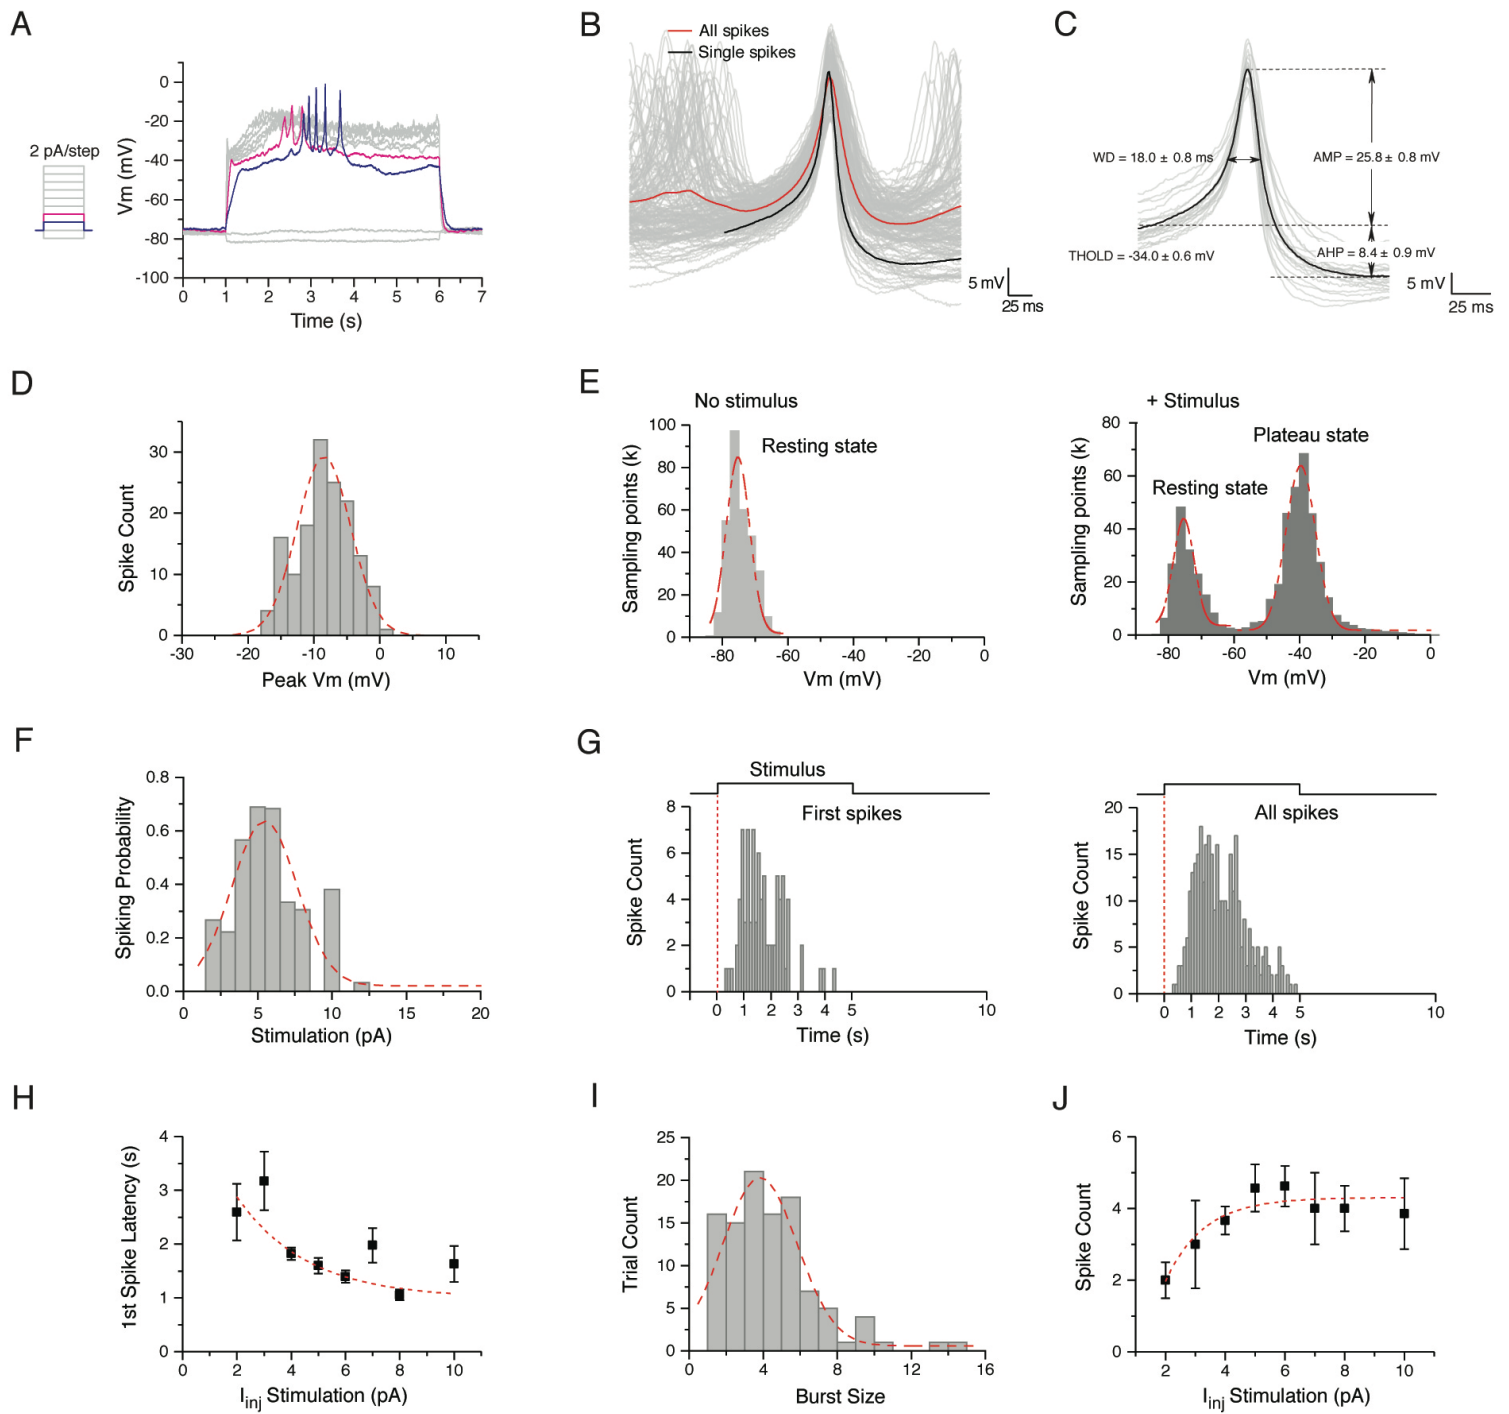 A
2 pA/step
Vm (mV)
0
-20
-40
-60
-80
-100
0 1 2 3 4 5 6 7
Time (s)
B
All spikes
Single spikes
5 mV
25 ms
C
WD = 18.0 ± 0.8 ms
AMP = 25.8 ± 0.8 mV
THOLD = -34.0 ± 0.6 mV
AHP = 8.4 ± 0.9 mV
5 mV
25 ms
D
Spike Count
30
20
10
0
-30 -20 -10 0 10
Peak Vm (mV)
E
No stimulus
Resting state
Sampling points (k)
100
80
60
40
20
0
-80 -60 -40 -20 0
Vm (mV)
+ Stimulus
Plateau state
Resting state
Sampling points (k)
80
60
40
20
0
-80 -60 -40 -20 0
Vm (mV)
F
Spiking Probability
0.8
0.6
0.4
0.2
0.0
0 5 10 15 20
Stimulation (pA)
G
Stimulus
First spikes
Spike Count
8
6
4
2
0
0 1 2 3 4 5 10
Time (s)
All spikes
Spike Count
20
15
10
5
0
0 1 2 3 4 5 10
Time (s)
H
1st Spike Latency (s)
4
3
2
1
0
0 2 4 6 8 10
Iinj Stimulation (pA)
I
Trial Count
25
20
15
10
5
0
0 4 8 12 16
Burst Size
J
Spike Count
6
4
2
0
2 4 6 8 10
Iinj Stimulation (pA)